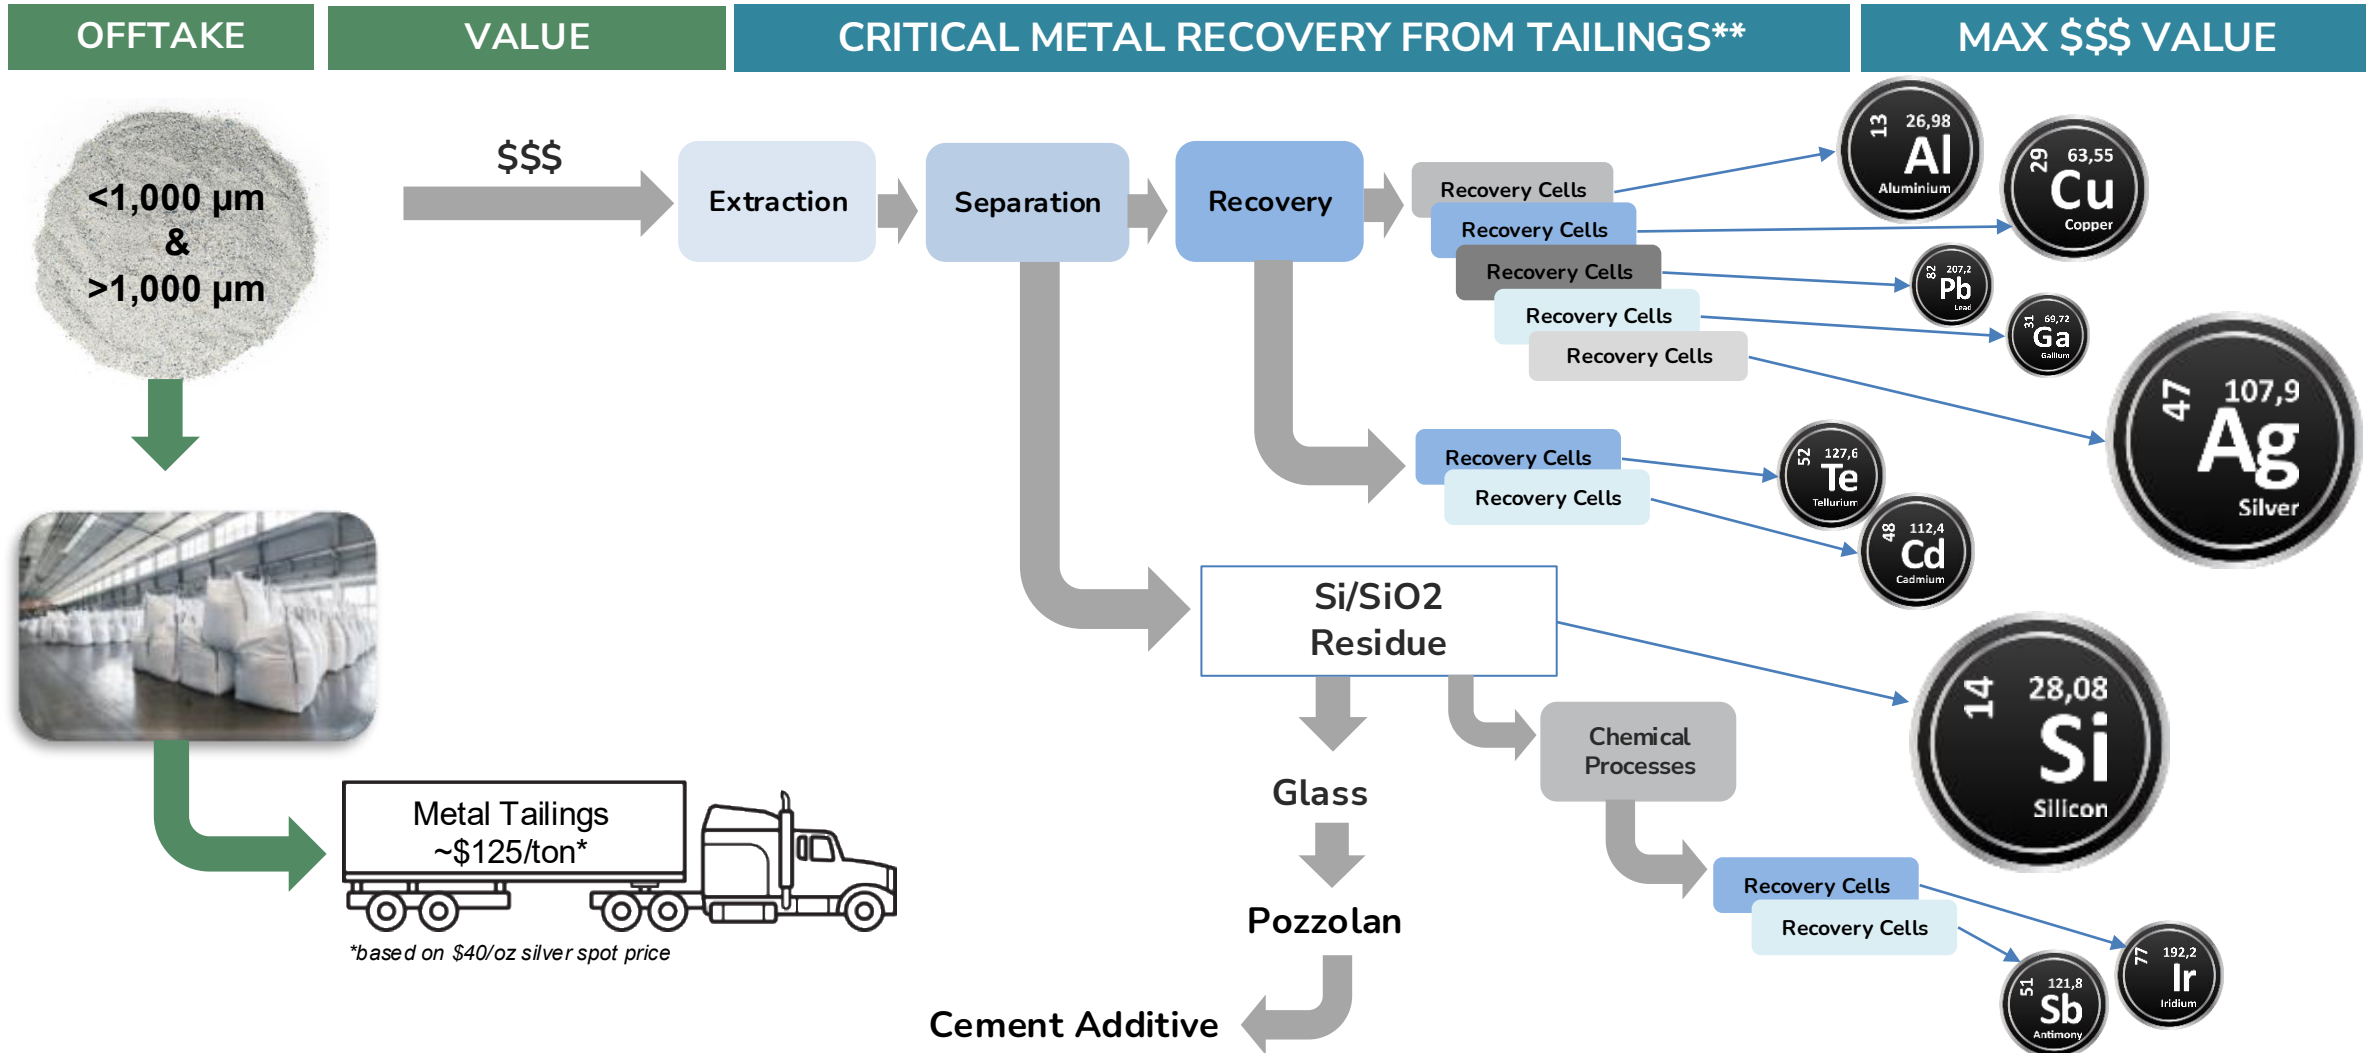 OFFTAKE
VALUE
CRITICAL METAL RECOVERY FROM TAILINGS**
MAX $$$ VALUE
<1,000 µm
&
>1,000 µm
$$$
Extraction
Separation
Recovery
Recovery Cells
Recovery Cells
Recovery Cells
Recovery Cells
Recovery Cells
13
26,98
Al
Aluminium
29
63,55
Cu
Copper
82
207,2
Pb
Lead
31
69,72
Ga
Gallium
47
107,9
Ag
Silver
Recovery Cells
Recovery Cells
52
127,6
Te
Tellurium
48
112,4
Cd
Cadmium
Si/SiO2
Residue
14
28,08
Si
Silicon
Chemical
Processes
Glass
Metal Tailings
~$125/ton*
*based on $40/oz silver spot price
Pozzolan
Cement Additive
Recovery Cells
Recovery Cells
77
192,2
Ir
Iridium
51
121,8
Sb
Antimony